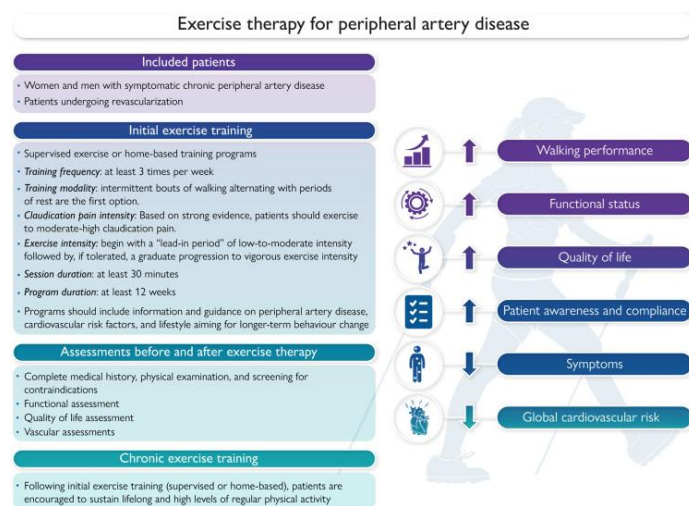 Exercise therapy for peripheral artery disease
Included patients
• Women and men with symptomatic chronic peripheral artery disease
• Patients undergoing revascularization
Initial exercise training
• Supervised exercise or home-based training programs
• Training frequency: at least 3 times per week
• Training modality: intermittent bouts of walking alternating with periods
of rest are the first option.
• Claudication pain intensity: Based on strong evidence, patients should exercise
to moderate-high claudication pain.
• Exercise intensity: begin with a "lead-in period" of low-to-moderate intensity
followed by, if tolerated, a graduate progression to vigorous exercise intensity
• Session duration: at least 30 minutes
• Program duration: at least 12 weeks
• Programs should include information and guidance on peripheral artery disease,
cardiovascular risk factors, and lifestyle aiming for longer-term behaviour change
Assessments before and after exercise therapy
• Complete medical history, physical examination, and screening for
contraindications
• Functional assessment
• Quality of life assessment
• Vascular assessments
Chronic exercise training
• Following initial exercise training (supervised or home-based), patients are
encouraged to sustain lifelong and high levels of regular physical activity
Walking performance
Functional status
Quality of life
Patient awareness and compliance
Symptoms
Global cardiovascular risk